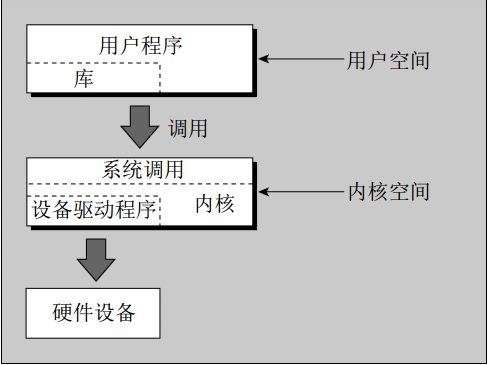 用户程序
库
用户空间
调用
系统调用
设备驱动程序
内核
内核空间
硬件设备